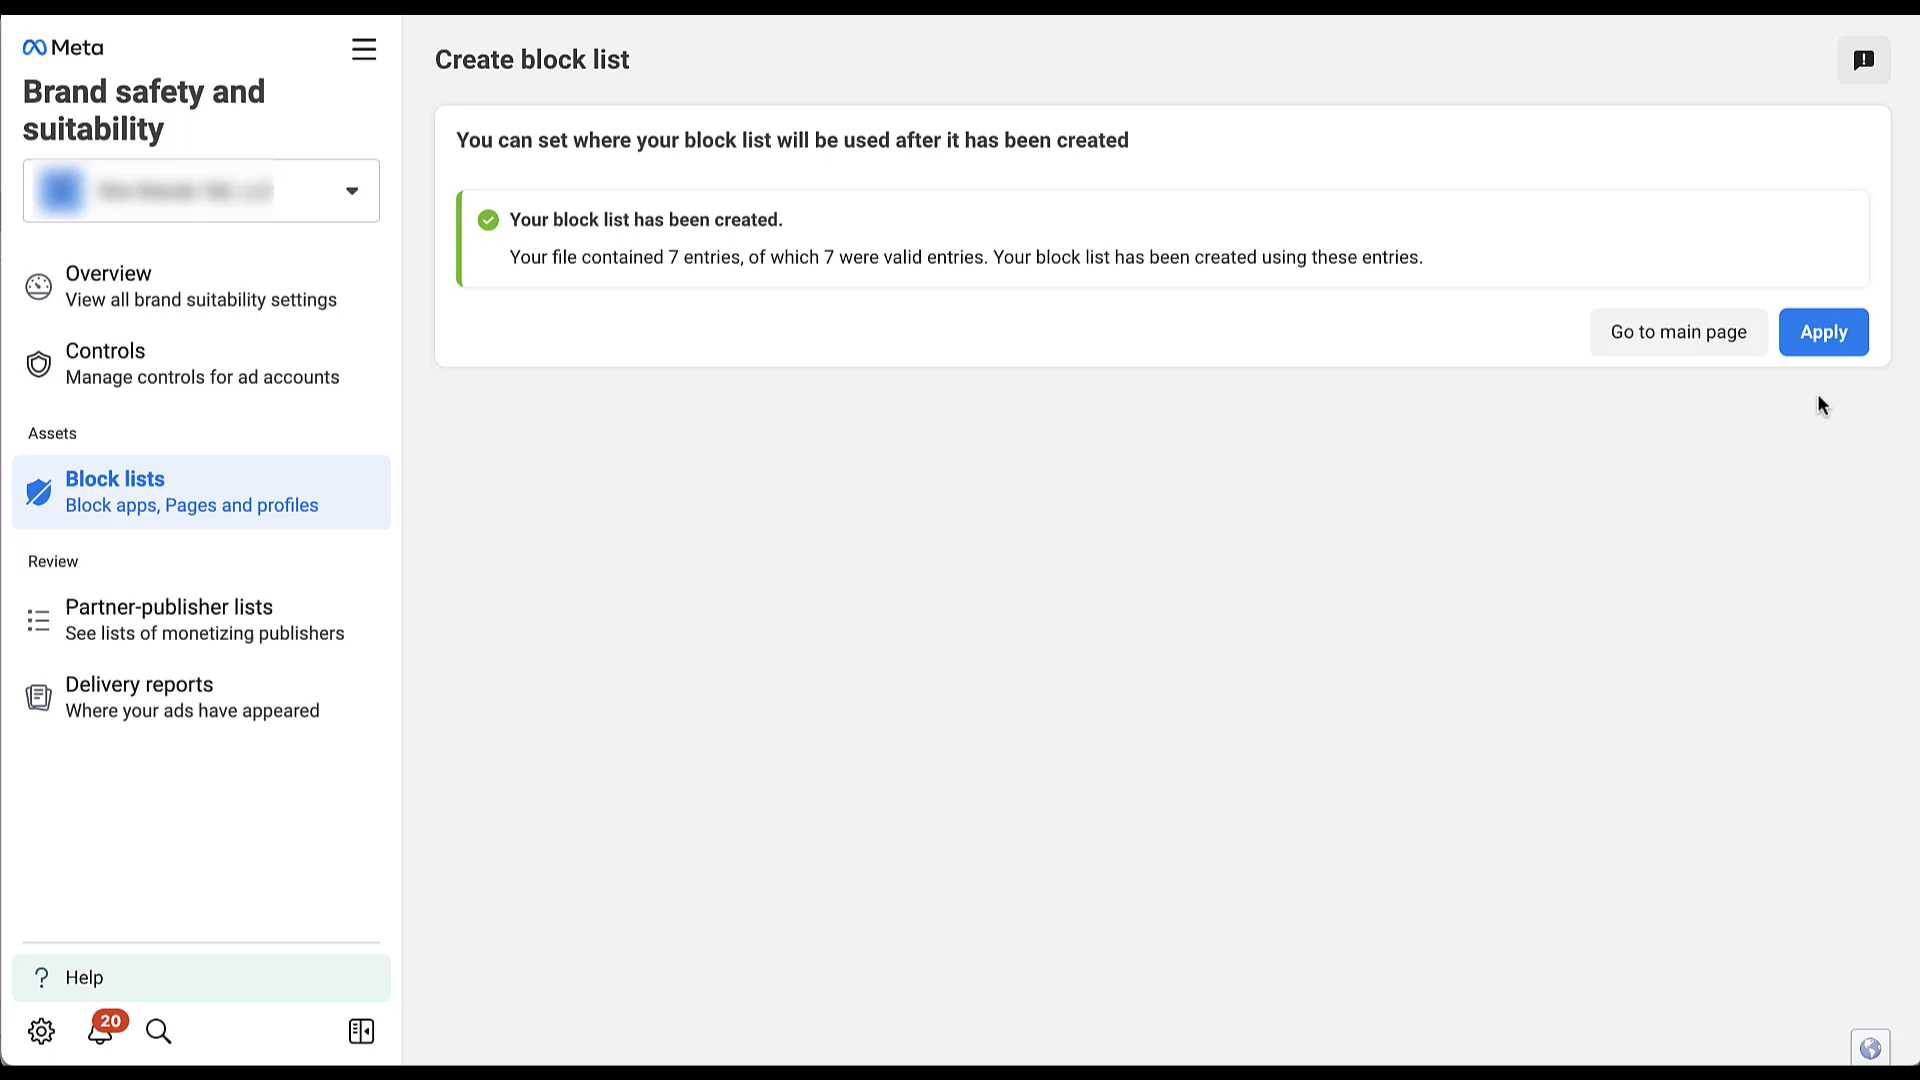 Meta
Brand safety and
suitability
Overview
View all brand suitability settings
Controls
Manage controls for ad accounts
Assets
Block lists
Block apps, Pages and profiles
Review
Partner-publisher lists
See lists of monetizing publishers
Delivery reports
Where your ads have appeared
? Help
20
Create block list
You can set where your block list will be used after it has been created
Your block list has been created.
Your file contained 7 entries, of which 7 were valid entries. Your block list has been created using these entries.
Go to main page
Apply